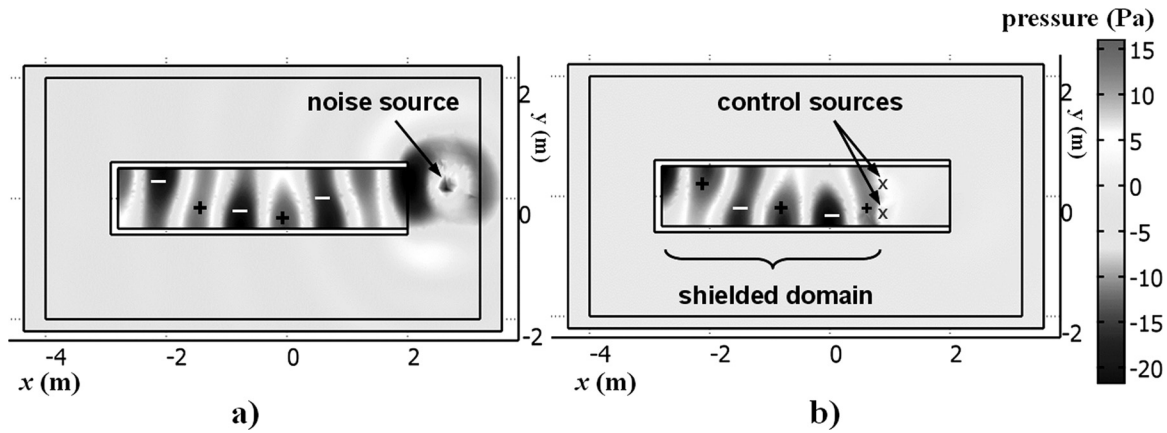 pressure (Pa)
noise source
control sources
− + − + −
+ − + − +
x
x
shielded domain
2
0
-2
y (m)
-4 -2 0 2
x (m)
a)
2
0
-2
y (m)
-4 -2 0 2
x (m)
b)
15
10
5
0
-5
-10
-15
-20